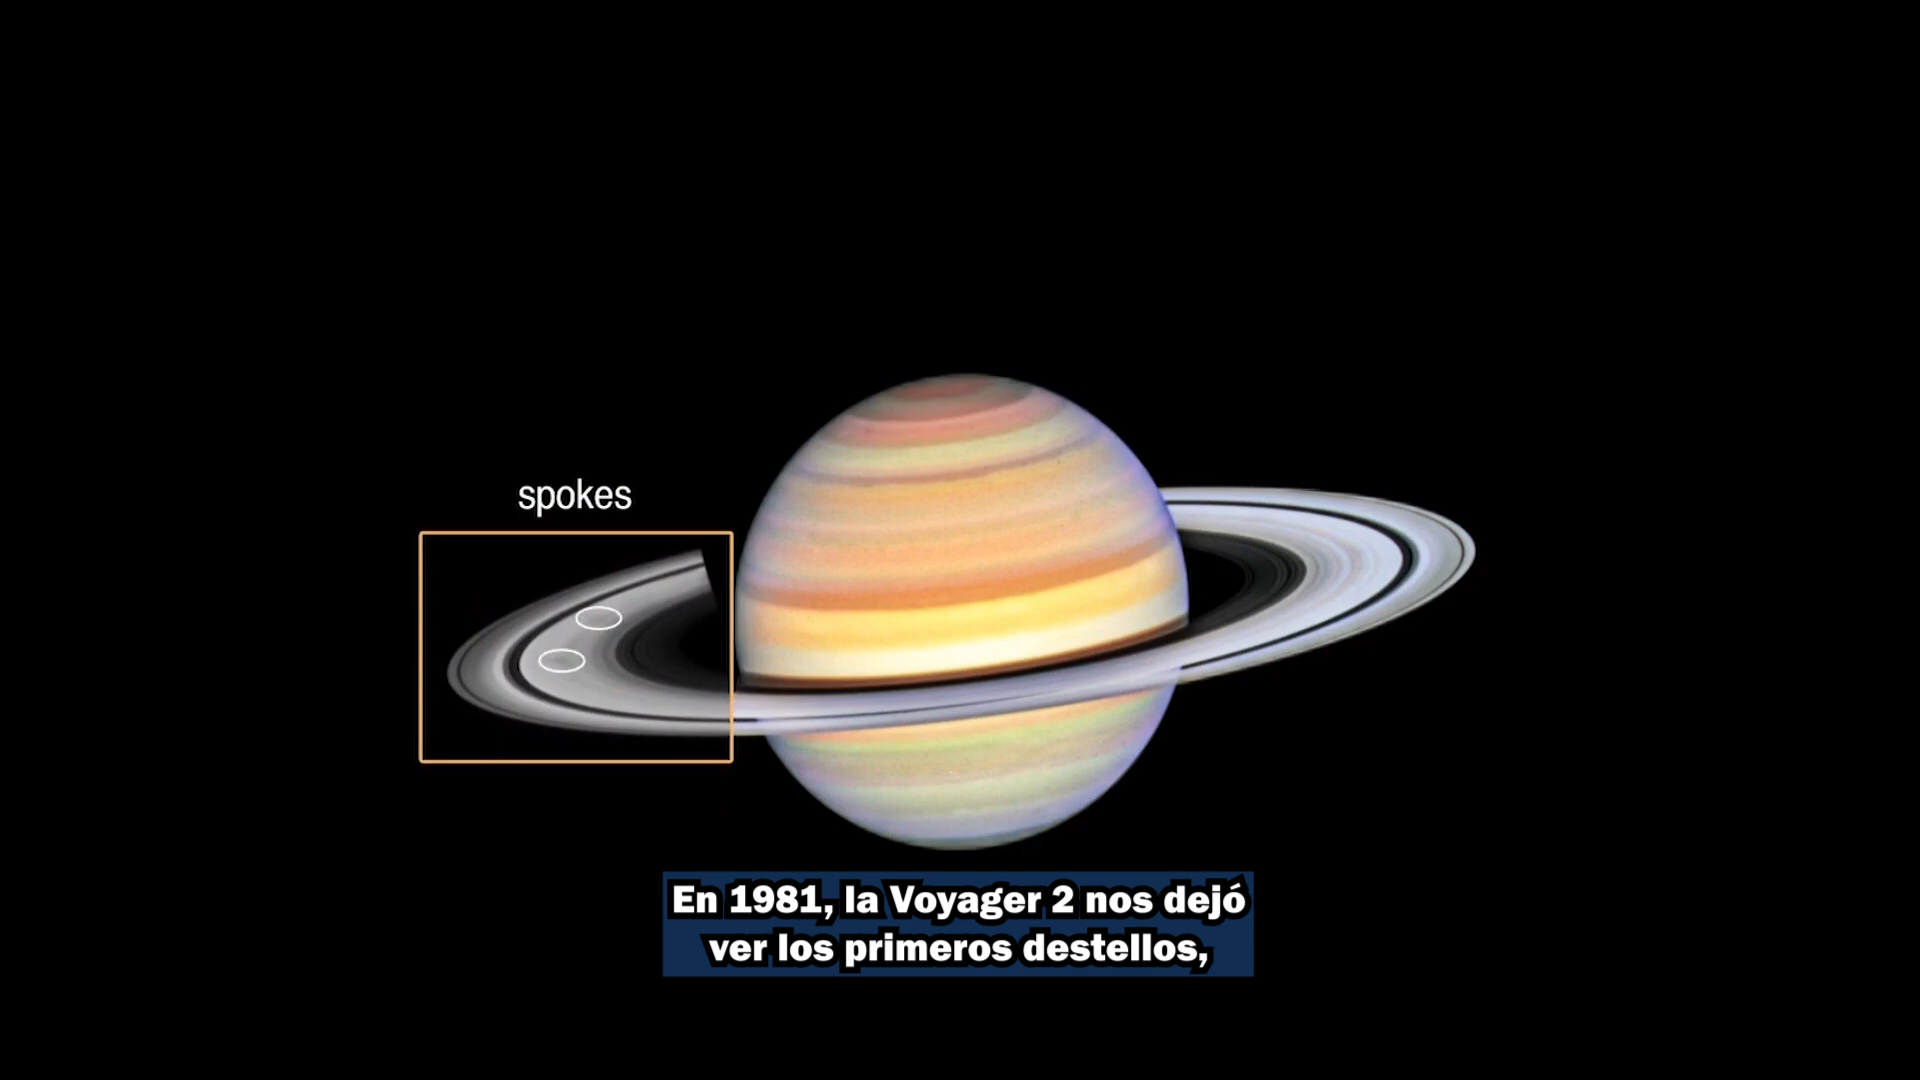 spokes
En 1981, la Voyager 2 nos dejó
ver los primeros destellos,